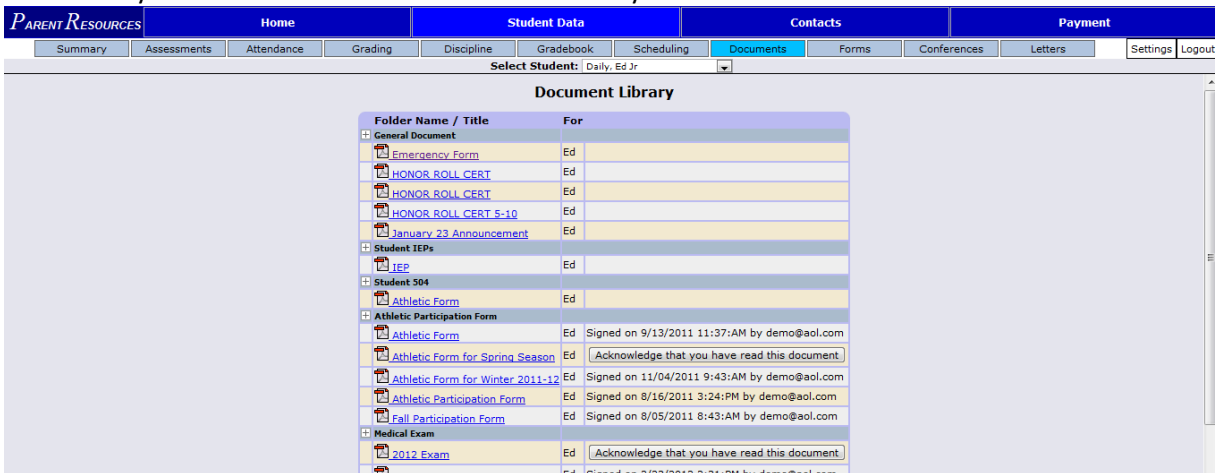 PARENT RESOURCES Home Student Data Contacts Payment
Summary Assessments Attendance Grading Discipline Gradebook Scheduling Documents Forms Conferences Letters Settings Logout
Select Student: Daily, Ed Jr
Document Library
Folder Name / Title For
General Document
Emergency Form Ed
HONOR ROLL CERT Ed
HONOR ROLL CERT Ed
HONOR ROLL CERT 5-10 Ed
January 23 Announcement Ed
Student IEPs
IEP Ed
Student 504
Athletic Form Ed
Athletic Participation Form
Athletic Form Ed Signed on 9/13/2011 11:37:AM by demo@aol.com
Athletic Form for Spring Season Ed Acknowledge that you have read this document
Athletic Form for Winter 2011-12 Ed Signed on 11/04/2011 9:43:AM by demo@aol.com
Athletic Participation Form Ed Signed on 8/16/2011 3:24:PM by demo@aol.com
Fall Participation Form Ed Signed on 8/05/2011 8:43:AM by demo@aol.com
Medical Exam
2012 Exam Ed Acknowledge that you have read this document